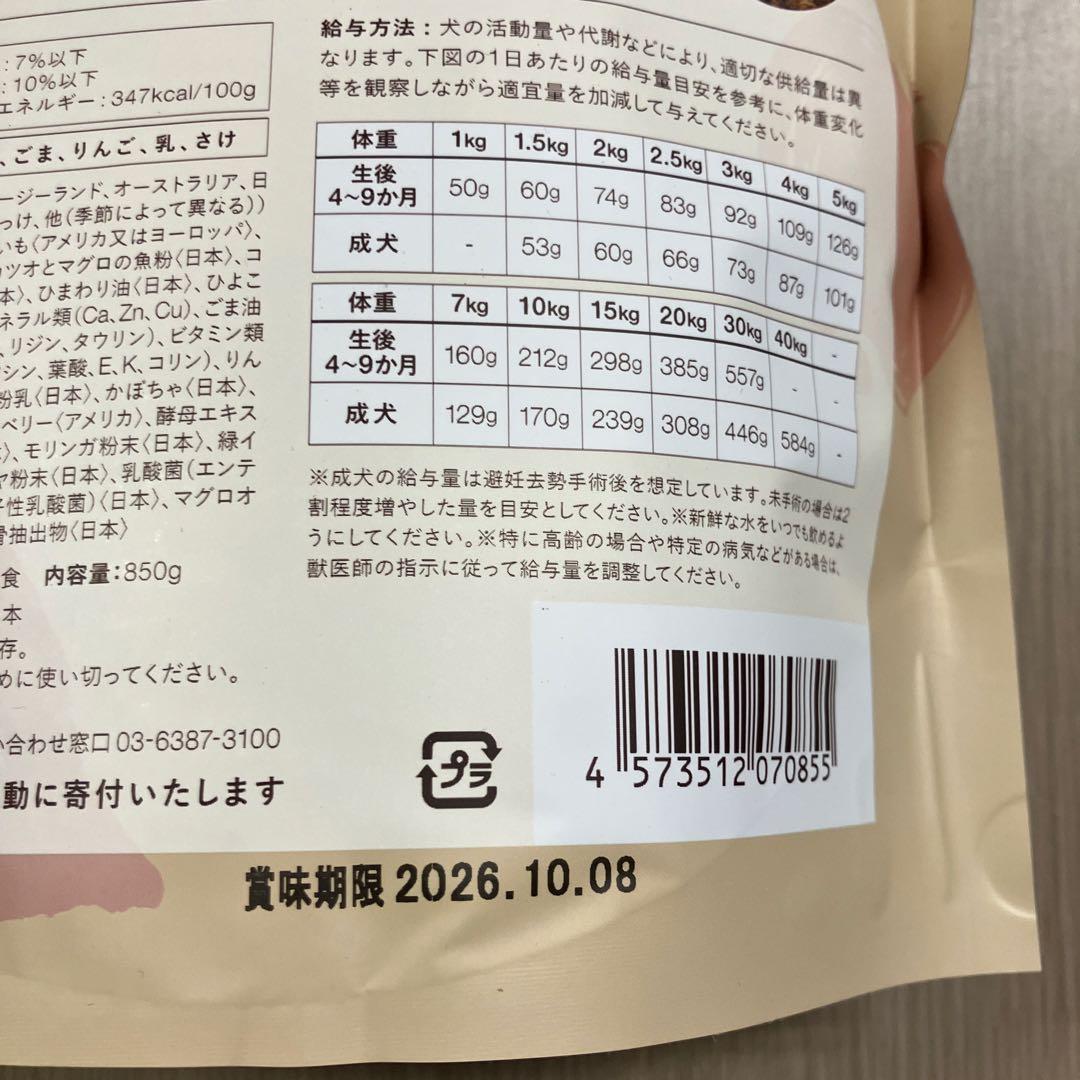 : 7%以下
: 10%以下
エネルギー : 347kcal/100g
、ごま、りんご、乳、さけ
ージーランド、オーストラリア、日
っけ、他(季節によって異なる))
いも〈アメリカ又はヨーロッパ〉、
カツオとマグロの魚粉〈日本〉、コ
本〉、ひまわり油〈日本〉、ひよこ
ネラル類(Ca、Zn、Cu)、ごま油
、リジン、タウリン)、ビタミン類
シン、葉酸、E、K、コリン)、りん
粉乳〈日本〉、かぼちゃ〈日本〉、
ベリー〈アメリカ〉、酵母エキス
〉、モリンガ粉末〈日本〉、緑イ
ヤ粉末〈日本〉、乳酸菌(エンテ
性乳酸菌)〈日本〉、マグロオ
骨抽出物〈日本〉
食 内容量:850g
本
存。
めに使い切ってください。
い合わせ窓口 03-6387-3100
動に寄付いたします
給与方法 : 犬の活動量や代謝などにより、適切な供給量は異
なります。下図の1日あたりの給与量目安を参考に、体重変化
等を観察しながら適宜量を加減して与えてください。
体重 1kg 1.5kg 2kg 2.5kg 3kg 4kg 5kg
生後
4~9か月 50g 60g 74g 83g 92g 109g 126g
成犬 - 53g 60g 66g 73g 87g 101g
体重 7kg 10kg 15kg 20kg 30kg 40kg -
生後
4~9か月 160g 212g 298g 385g 557g - -
成犬 129g 170g 239g 308g 446g 584g -
※成犬の給与量は避妊去勢手術後を想定しています。未手術の場合は2
割程度増やした量を目安としてください。※新鮮な水をいつでも飲めるよ
うにしてください。※特に高齢の場合や特定の病気などがある場合は、
獣医師の指示に従って給与量を調整してください。
プラ
4 573512 070855
賞味期限 2026.10.08